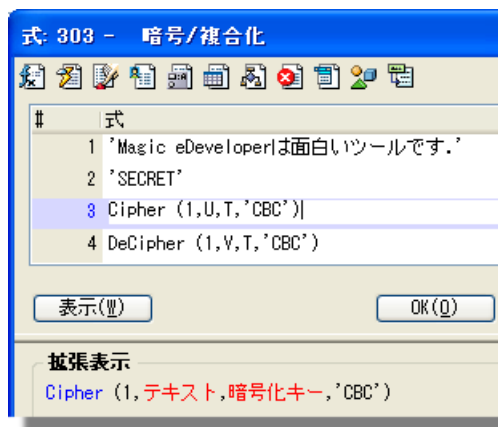 式: 303 - 暗号/複合化
# 式
1 'Magic eDeveloperは面白いツールです.'
2 'SECRET'
3 Cipher (1,U,T,'CBC')
4 DeCipher (1,V,T,'CBC')
表示(W) OK(O)
拡張表示
Cipher (1,テキスト,暗号化キー,'CBC')